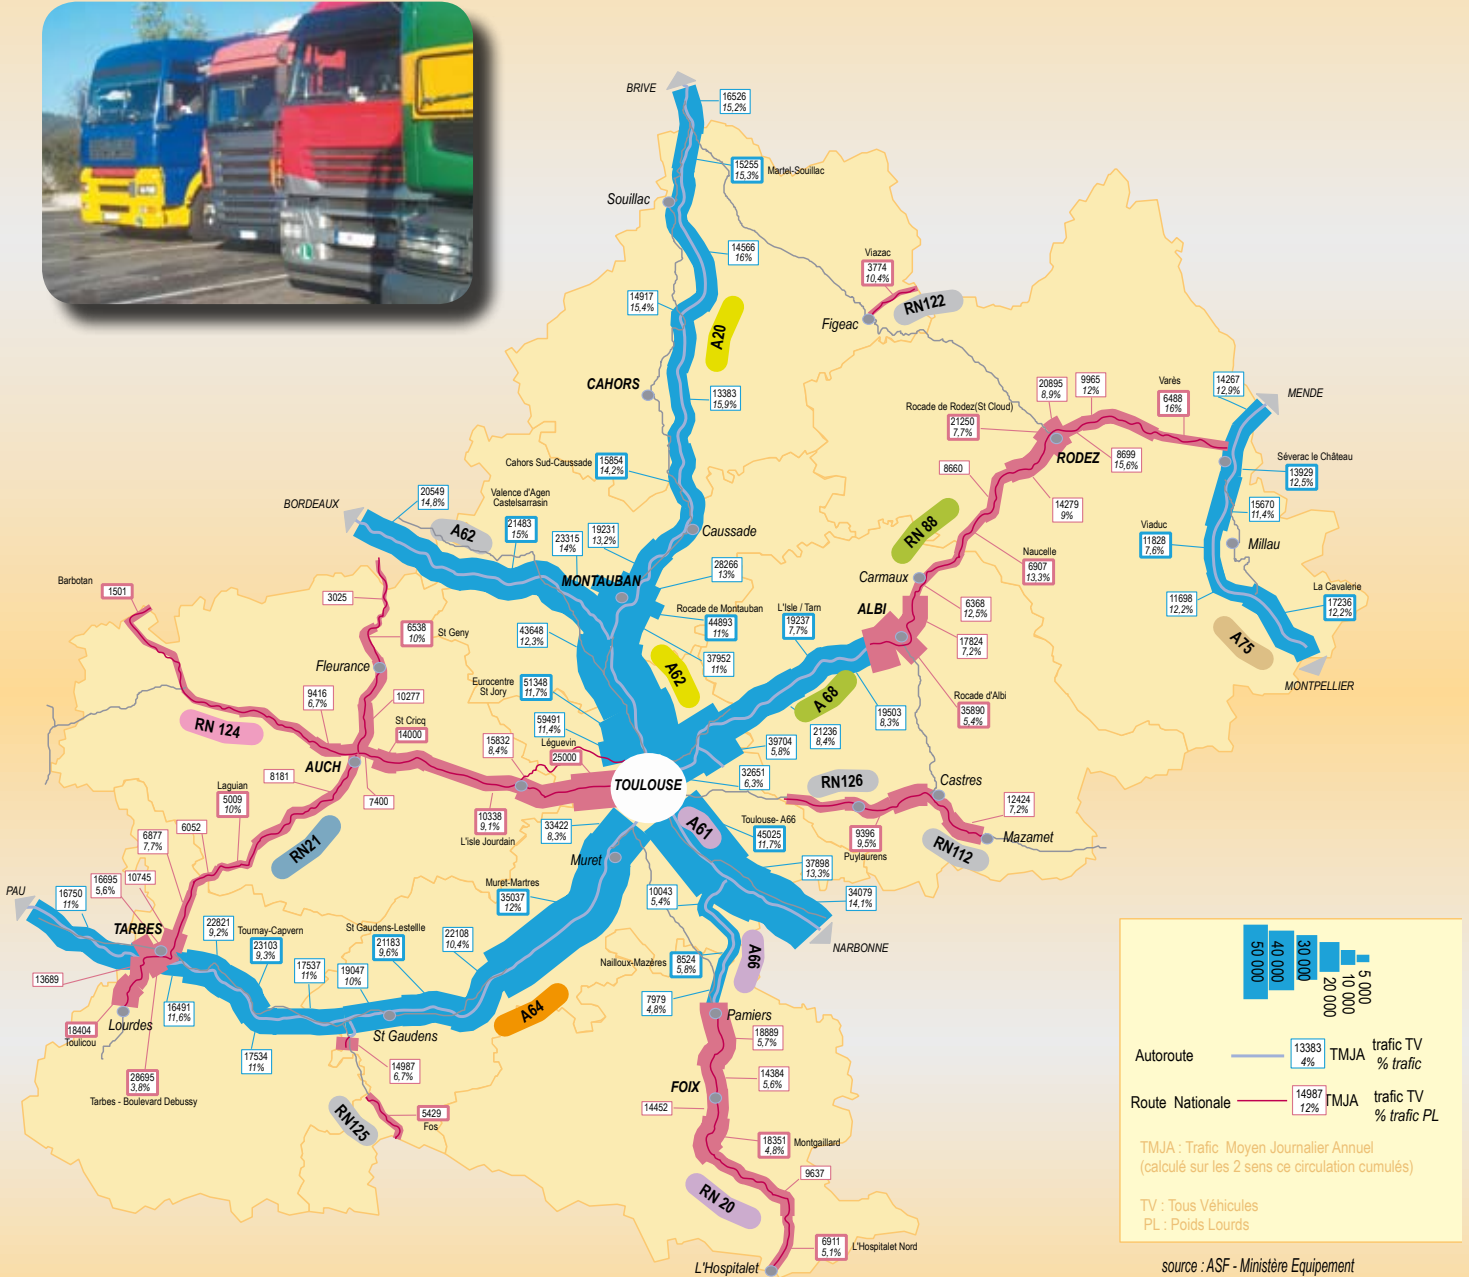 BRIVE
16526
15,2%
15255
15,3%
Martel-Souillac
Souillac
14566
16%
Viazac
3774
10,4%
RN122
14917
15,4%
Figeac
A20
CAHORS
13383
15,9%
20895
8,9%
9965
12%
Varès
6488
16%
14267
12,9%
MENDE
Rocade de Rodez(St Cloud)
21250
7,7%
RODEZ
8699
15,6%
Séverac le Château
13929
12,5%
Cahors Sud-Caussade
15854
14,2%
8660
14279
9%
15670
11,4%
BORDEAUX
20549
14,8%
Valence d'Agen
Castelsarrasin
21483
15%
A62
23315
14%
19231
13,2%
Caussade
RN 88
Viaduc
11828
7,6%
Millau
Naucelle
6907
13,3%
28266
13%
MONTAUBAN
Carmaux
Barbotan
1501
3025
Rocade de Montauban
44893
11%
L'Isle / Tarn
19237
7,7%
ALBI
6368
12,5%
11698
12,2%
La Cavalerie
17236
12,2%
A75
MONTPELLIER
6538
10%
St Geny
43648
12,3%
37952
11%
17824
7,2%
Fleurance
A62
Eurocentre
St Jory
51348
11,7%
A 68
Rocade d'Albi
35890
5,4%
9416
6,7%
10277
RN 124
St Cricq
14000
59491
11,4%
19503
8,3%
21236
8,4%
15832
8,4%
Léguevin
25000
39704
5,8%
AUCH
8181
TOULOUSE
32651
6,3%
RN126
Castres
Laguian
5009
10%
7400
12424
7,2%
10338
9,1%
L'isle Jourdain
33422
8,3%
A61
Toulouse- A66
45025
11,7%
9396
9,5%
Puylaurens
Mazamet
RN112
6877
7,7%
6052
RN21
Muret
37898
13,3%
16695
5,6%
10745
PAU
16750
11%
Muret-Martres
35037
12%
10043
5,4%
34079
14,1%
TARBES
22821
9,2%
Tournay-Capvern
23103
9,3%
St Gaudens-Lestellle
21183
9,6%
22108
10,4%
NARBONNE
A66
Nailloux-Mazères
8524
5,8%
13689
17537
11%
19047
10%
7979
4,8%
16491
11,6%
A64
Pamiers
18404
Toulicou
Lourdes
St Gaudens
18889
5,7%
17534
11%
14987
6,7%
28695
3,8%
Tarbes - Boulevard Debussy
14384
5,6%
FOIX
14452
RN125
5429
Fos
18351
4,8%
Montgaillard
9637
RN 20
6911
5,1%
L'Hospitalet Nord
L'Hospitalet
50 000
40 000
30 000
20 000
10 000
5 000
Autoroute
13383
4%
TMJA
trafic TV
% trafic
Route Nationale
14987
12%
TMJA
trafic TV
% trafic PL
TMJA : Trafic Moyen Journalier Annuel
(calculé sur les 2 sens ce circulation cumulés)
TV : Tous Véhicules
PL : Poids Lourds
source : ASF - Ministère Equipement